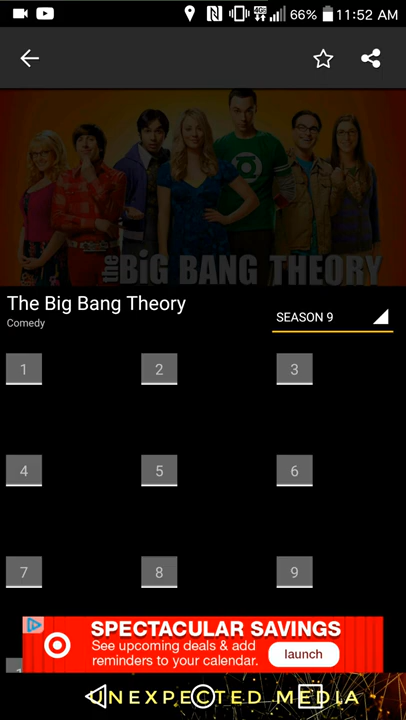 66% 11:52 AM
the BiG BANG THEORY
The Big Bang Theory
Comedy
SEASON 9
1 2 3
4 5 6
7 8 9
SPECTACULAR SAVINGS
See upcoming deals & add
reminders to your calendar.
launch
UNEXPECTED MEDIA